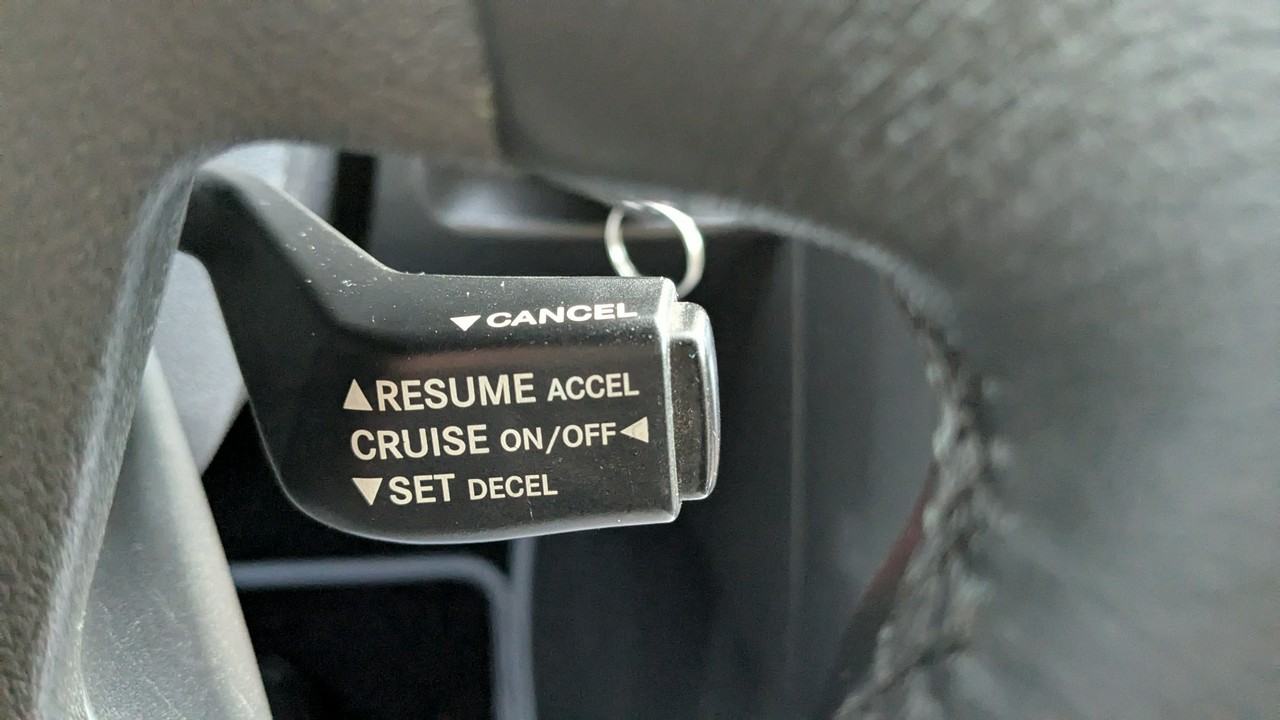 ▼CANCEL
▲RESUME ACCEL
CRUISE ON/OFF◀
▼SET DECEL